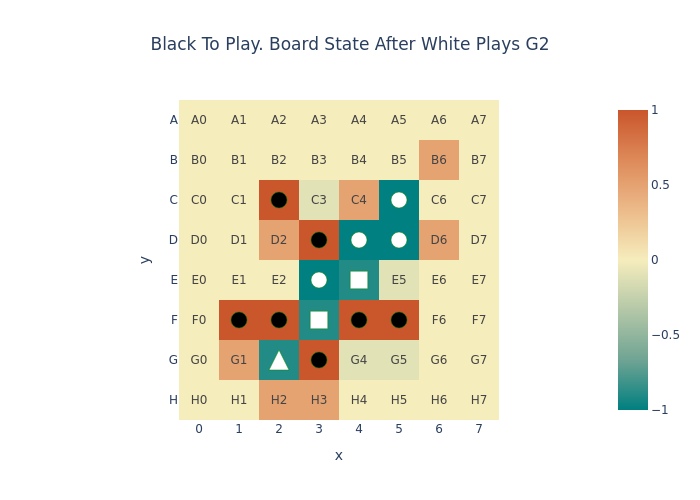 Black To Play. Board State After White Plays G2
A A0 A1 A2 A3 A4 A5 A6 A7
B B0 B1 B2 B3 B4 B5 B6 B7
C C0 C1 C3 C4 C6 C7
D D0 D1 D2 D6 D7
E E0 E1 E2 E5 E6 E7
F F0 F6 F7
G G0 G1 G4 G5 G6 G7
H H0 H1 H2 H3 H4 H5 H6 H7
0 1 2 3 4 5 6 7
x
y
1
0.5
0
−0.5
−1